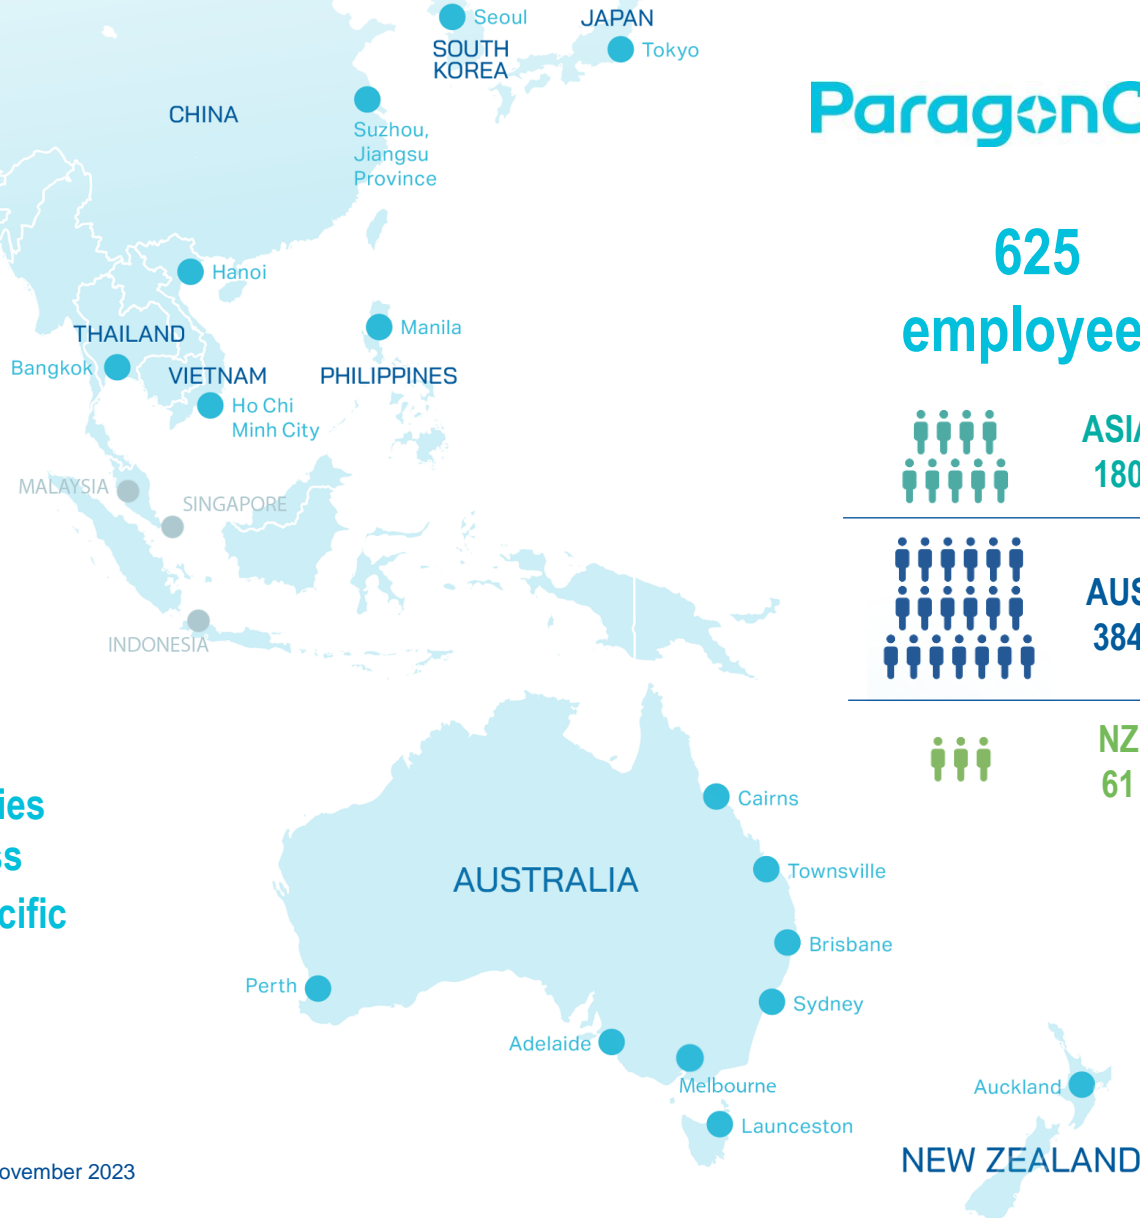 Seoul
JAPAN
SOUTH
KOREA
Tokyo
CHINA
Suzhou,
Jiangsu
Province
ParagonC
625
employee
Hanoi
THAILAND
Manila
Bangkok
VIETNAM
PHILIPPINES
Ho Chi
Minh City
ASIA
180
MALAYSIA
SINGAPORE
AUS
384
INDONESIA
NZ
61
ies
ss
cific
Cairns
AUSTRALIA
Townsville
Brisbane
Perth
Sydney
Adelaide
Melbourne
Auckland
Launceston
NEW ZEALAND
ovember 2023